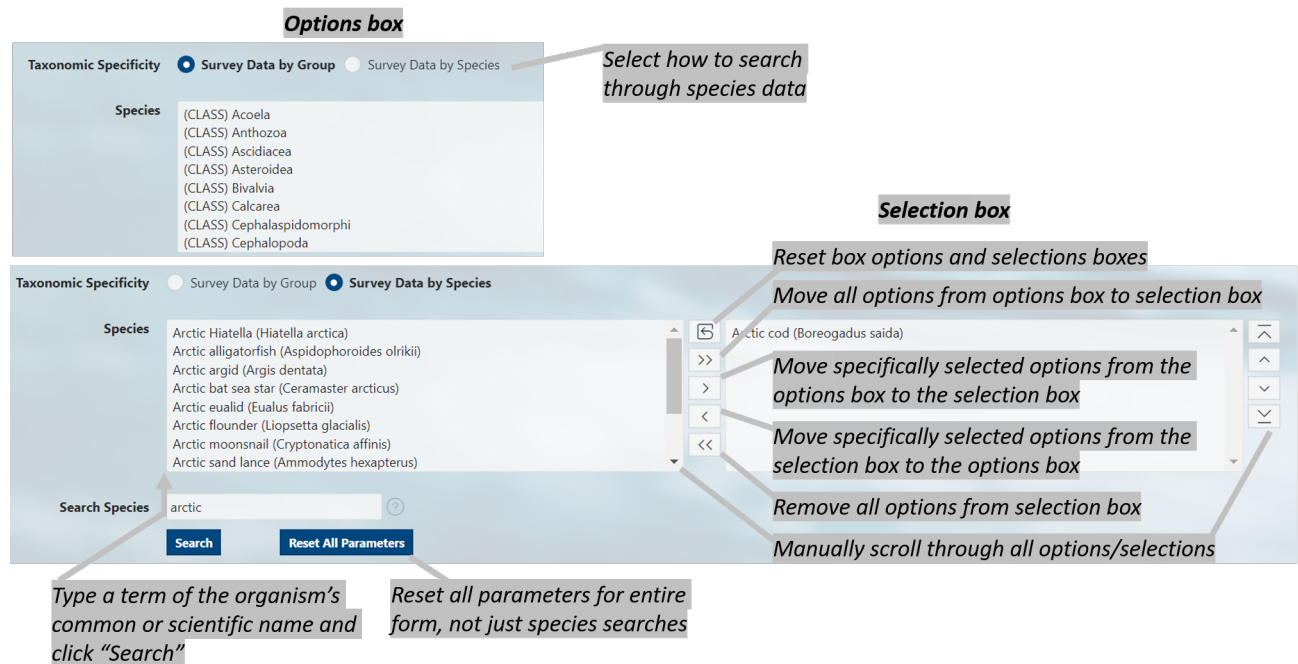 Options box
Taxonomic Specificity Survey Data by Group Survey Data by Species
Select how to search
through species data
Species
(CLASS) Acoela
(CLASS) Anthozoa
(CLASS) Ascidiacea
(CLASS) Asteroidea
(CLASS) Bivalvia
(CLASS) Calcarea
(CLASS) Cephalaspidomorphi
(CLASS) Cephalopoda
Selection box
Reset box options and selections boxes
Taxonomic Specificity Survey Data by Group Survey Data by Species
Move all options from options box to selection box
Species
Arctic Hiatella (Hiatella arctica)
Arctic alligatorfish (Aspidophoroides olrikii)
Arctic argid (Argis dentata)
Arctic bat sea star (Ceramaster arcticus)
Arctic eualid (Eualus fabricii)
Arctic flounder (Liopsetta glacialis)
Arctic moonsnail (Cryptonatica affinis)
Arctic sand lance (Ammodytes hexapterus)
>>
>
<
<<
Arctic cod (Boreogadus saida)
Move specifically selected options from the
options box to the selection box
Move specifically selected options from the
selection box to the options box
Remove all options from selection box
Manually scroll through all options/selections
Search Species arctic ?
Search Reset All Parameters
Type a term of the organism's
common or scientific name and
click “Search”
Reset all parameters for entire
form, not just species searches